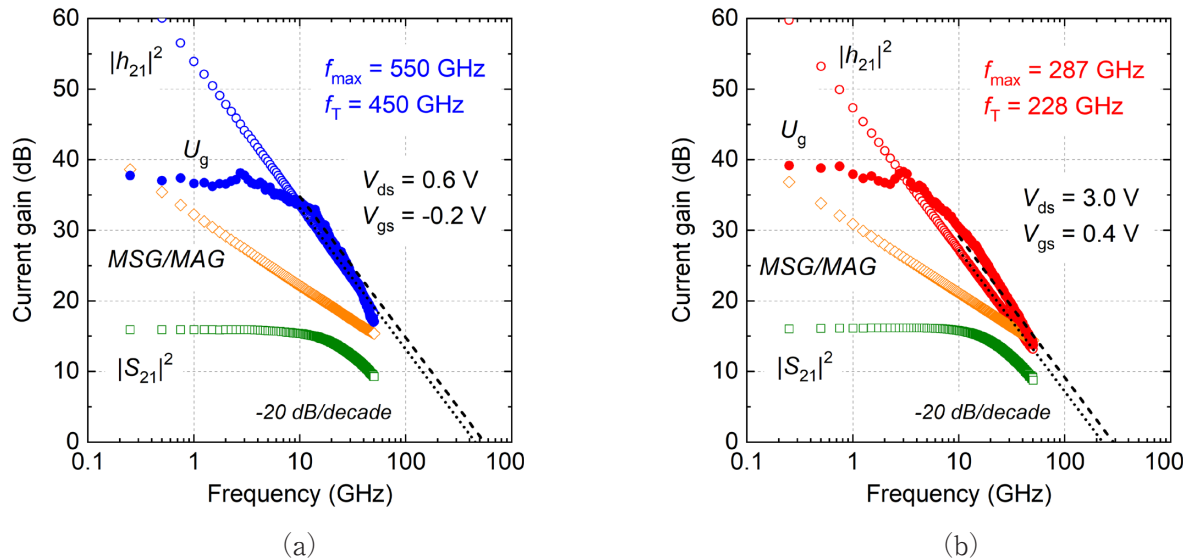 60
50
40
30
20
10
0
Current gain (dB)
|h21|²
fmax = 550 GHz
fT = 450 GHz
Ug
Vds = 0.6 V
Vgs = -0.2 V
MSG/MAG
|S21|²
-20 dB/decade
0.1 1 10 100 1000
Frequency (GHz)
(a)
60
50
40
30
20
10
0
Current gain (dB)
|h21|²
fmax = 287 GHz
fT = 228 GHz
Ug
Vds = 3.0 V
Vgs = 0.4 V
MSG/MAG
|S21|²
-20 dB/decade
0.1 1 10 100 100
Frequency (GHz)
(b)